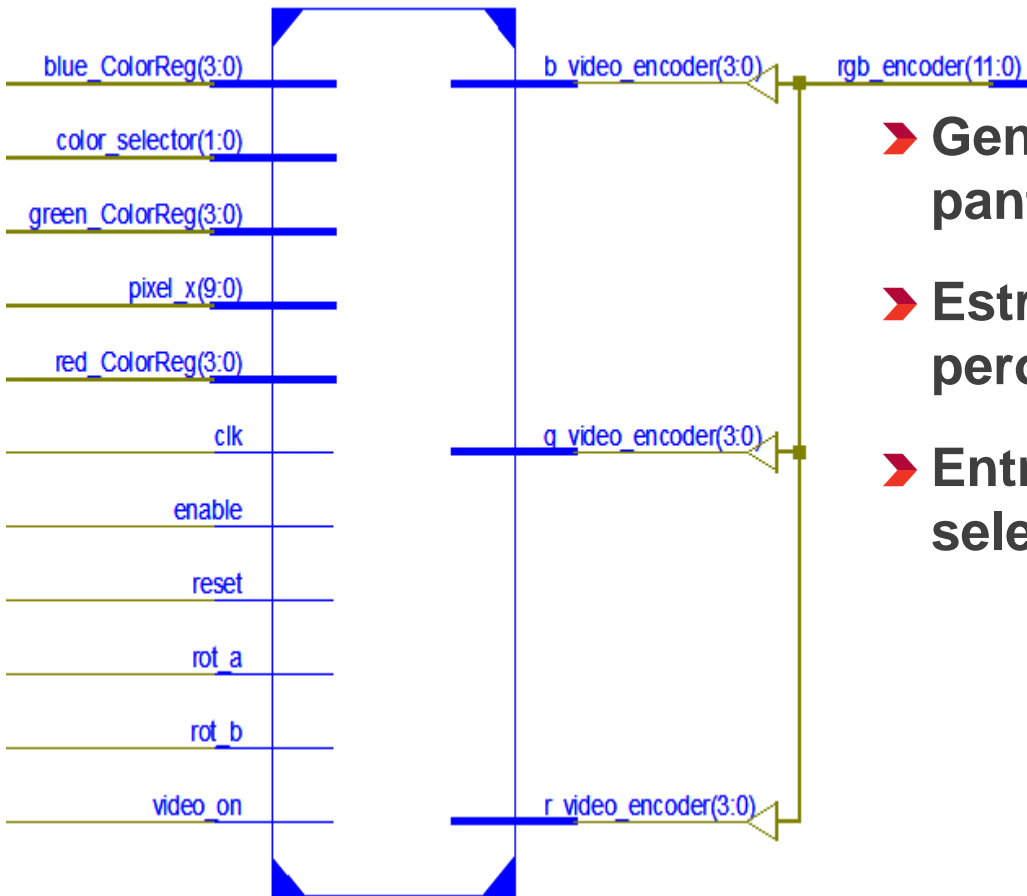 blue_ColorReg(3:0)
color_selector(1:0)
green_ColorReg(3:0)
pixel_x(9:0)
red_ColorReg(3:0)
clk
enable
reset
rot_a
rot_b
video_on
b_video_encoder(3:0)
g_video_encoder(3:0)
r_video_encoder(3:0)
rgb_encoder(11:0)
Gen
pant
Estr
perc
Entr
sele